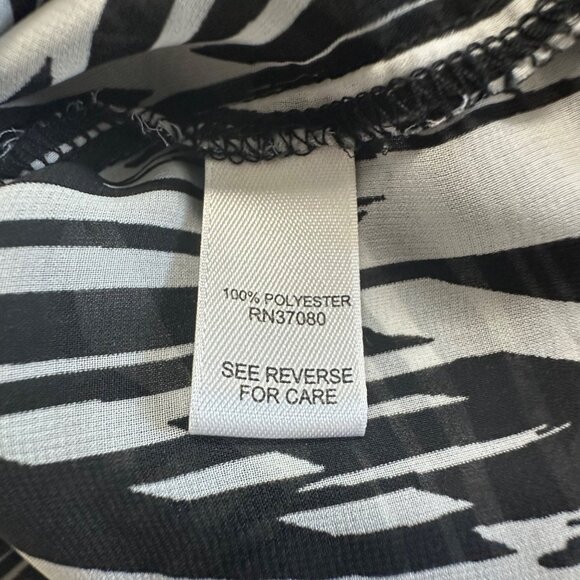 100% POLYESTER
RN37080
SEE REVERSE
FOR CARE